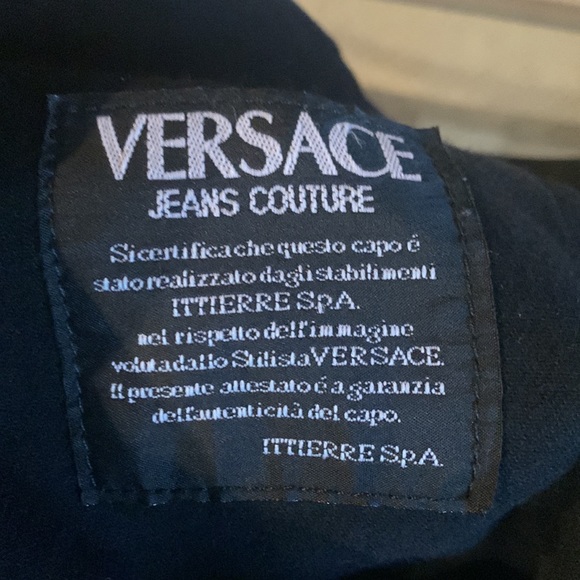 VERSACE
JEANS COUTURE
Si certifica che questo capo é
stato realizzato dagli stabilimenti
ITTIERRE SpA.
nel rispetto dell'immagine
voluta dallo Stilista VERSACE.
Il presente attestato é a garanzia
dell'autenticità del capo.
ITTIERRE S.p.A.